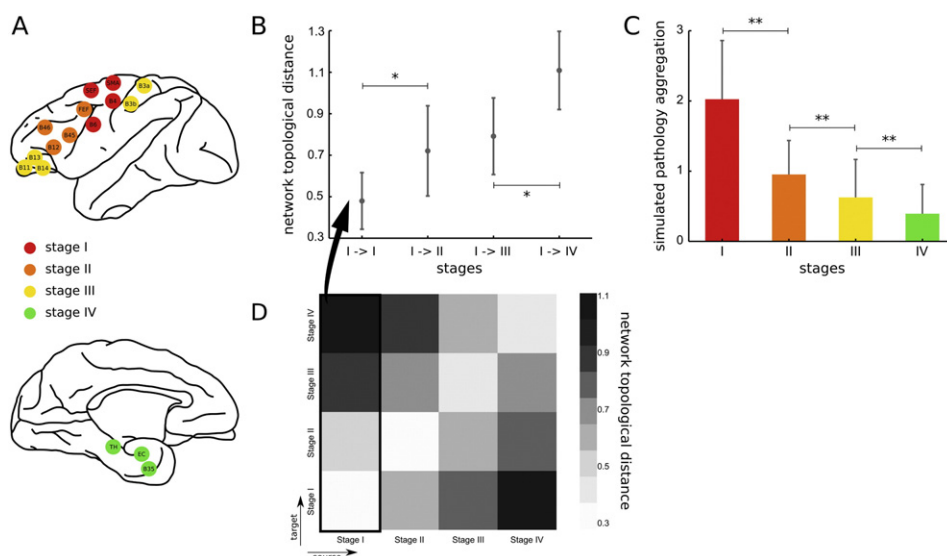 A
SEF
SMA
B3a
B4
B3b
FEF
B6
B46
B45
B12
B13
B11
B14
stage I
stage II
stage III
stage IV
TH
EC
B35
B
network topological distance
1.3
1.1
0.9
0.7
0.5
0.3
*
*
I -> I
I -> II
I -> III
I -> IV
stages
C
simulated pathology aggregation
3
2
1
0
**
**
**
I
II
III
IV
stages
D
Stage IV
Stage III
Stage II
Stage I
target
Stage I
Stage II
Stage III
Stage IV
1.1
0.9
0.7
0.5
0.3
network topological distance